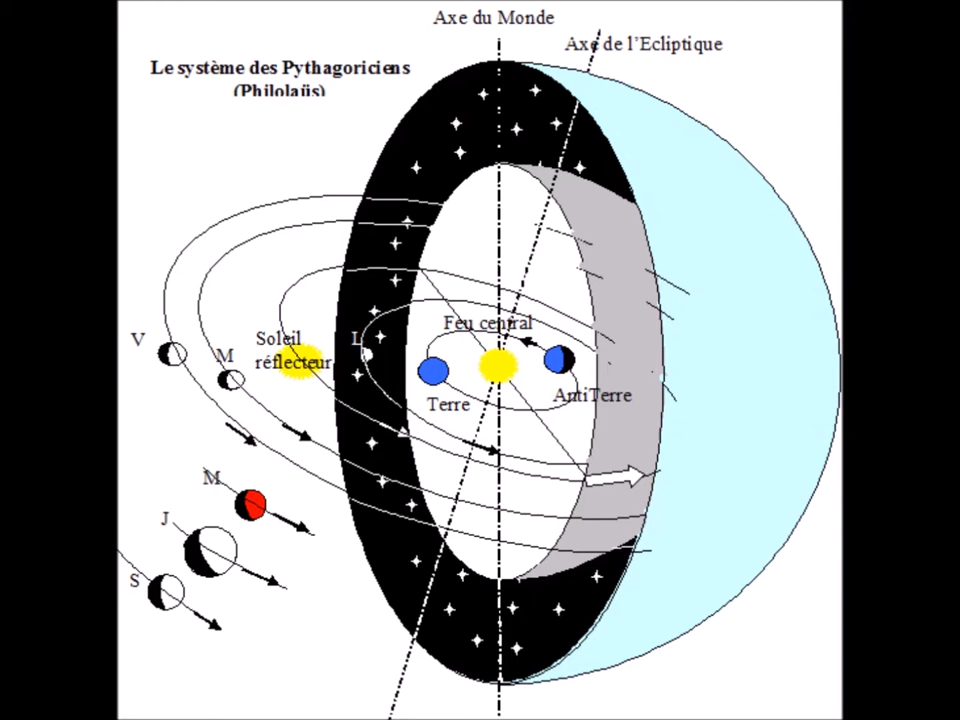 Axe du Monde
Axe de l'Ecliptique
Le système des Pythagoriciens
(Philolaüs)
Feu central
V
Soleil
L
M
réflecteur
Terre
AntiTerre
M
J
S